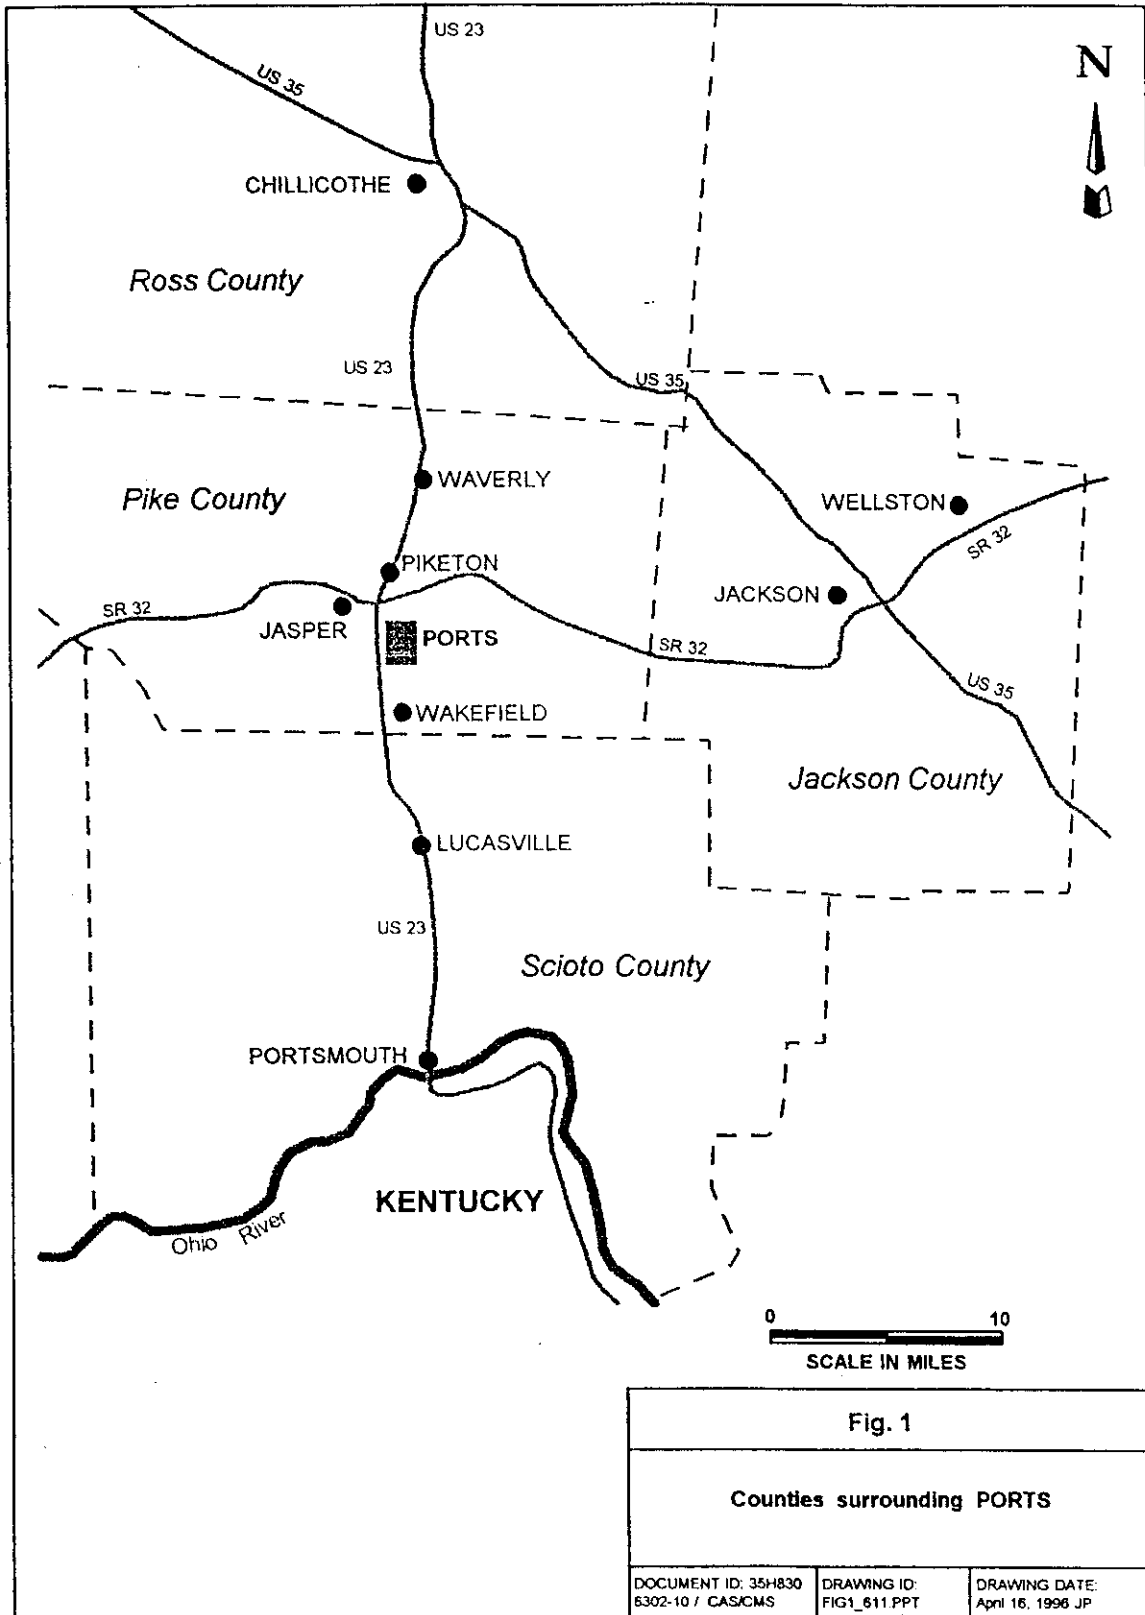 US 23
N
US 35
CHILLICOTHE
Ross County
US 23
US 35
WAVERLY
Pike County
WELLSTON
SR 32
PIKETON
JACKSON
SR 32
JASPER
PORTS
SR 32
US 35
WAKEFIELD
Jackson County
LUCASVILLE
US 23
Scioto County
PORTSMOUTH
KENTUCKY
Ohio River
0 10
SCALE IN MILES
Fig. 1
Counties surrounding PORTS
DOCUMENT ID: 35H830
6302-10 / CAS/CMS
DRAWING ID:
FIG1_611.PPT
DRAWING DATE:
April 16, 1996 JP